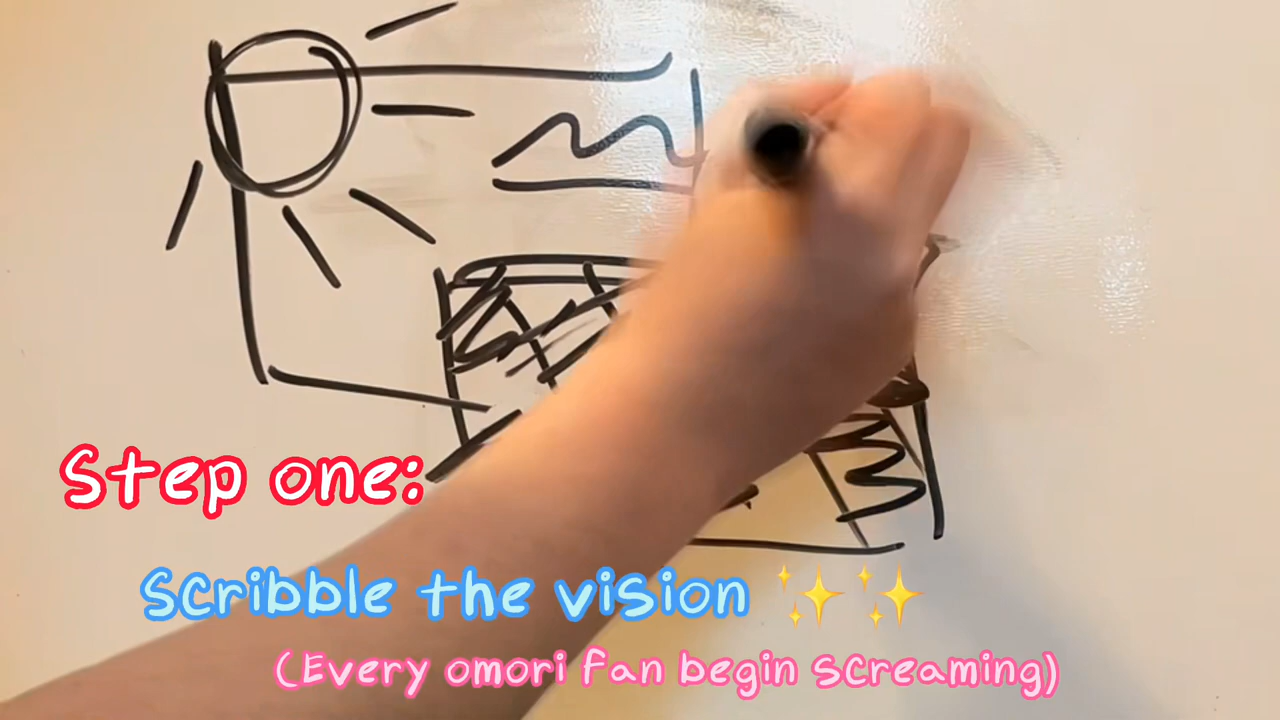 Step one:
Scribble the vision ✨✨
(Every omori fan begin screaming)